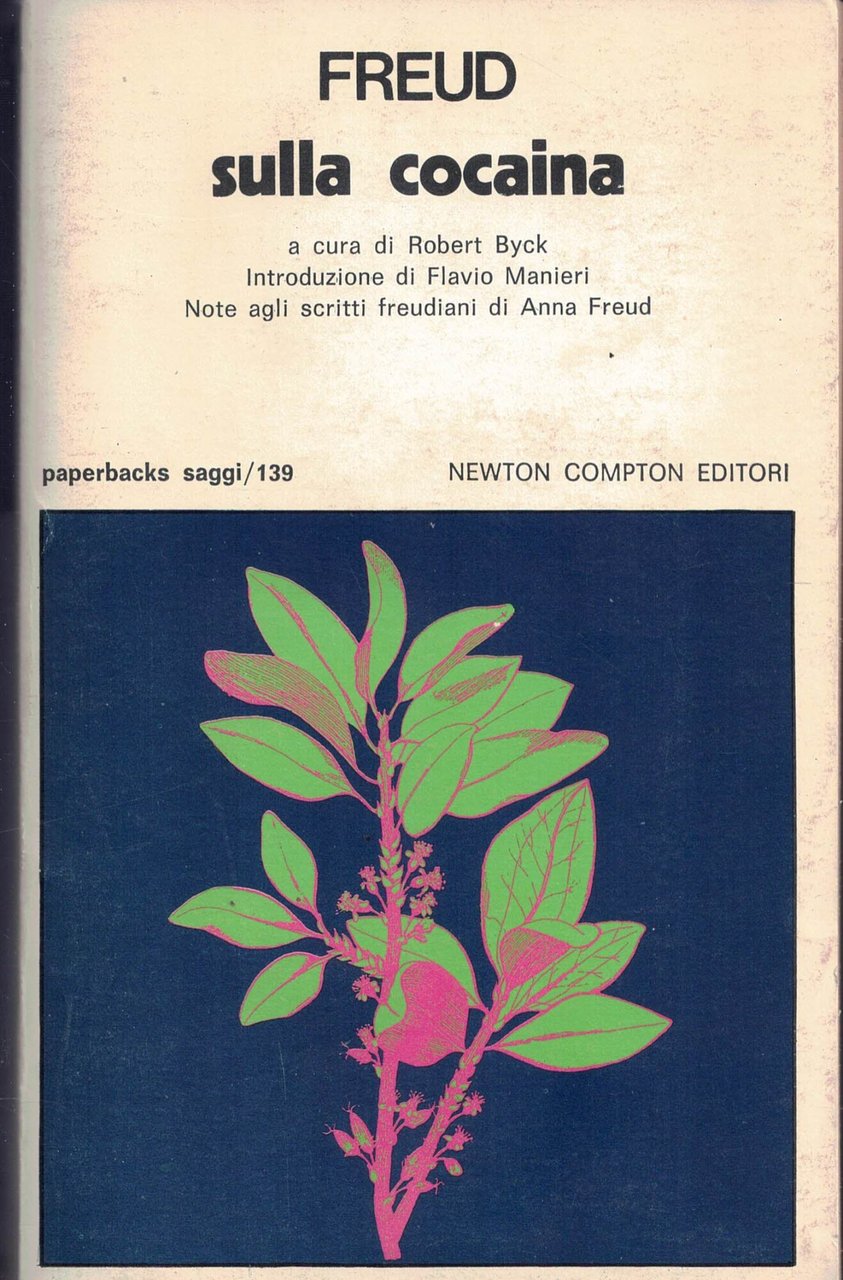 FREUD
sulla cocaina
a cura di Robert Byck
Introduzione di Flavio Manieri
Note agli scritti freudiani di Anna Freud
paperbacks saggi/139 NEWTON COMPTON EDITORI